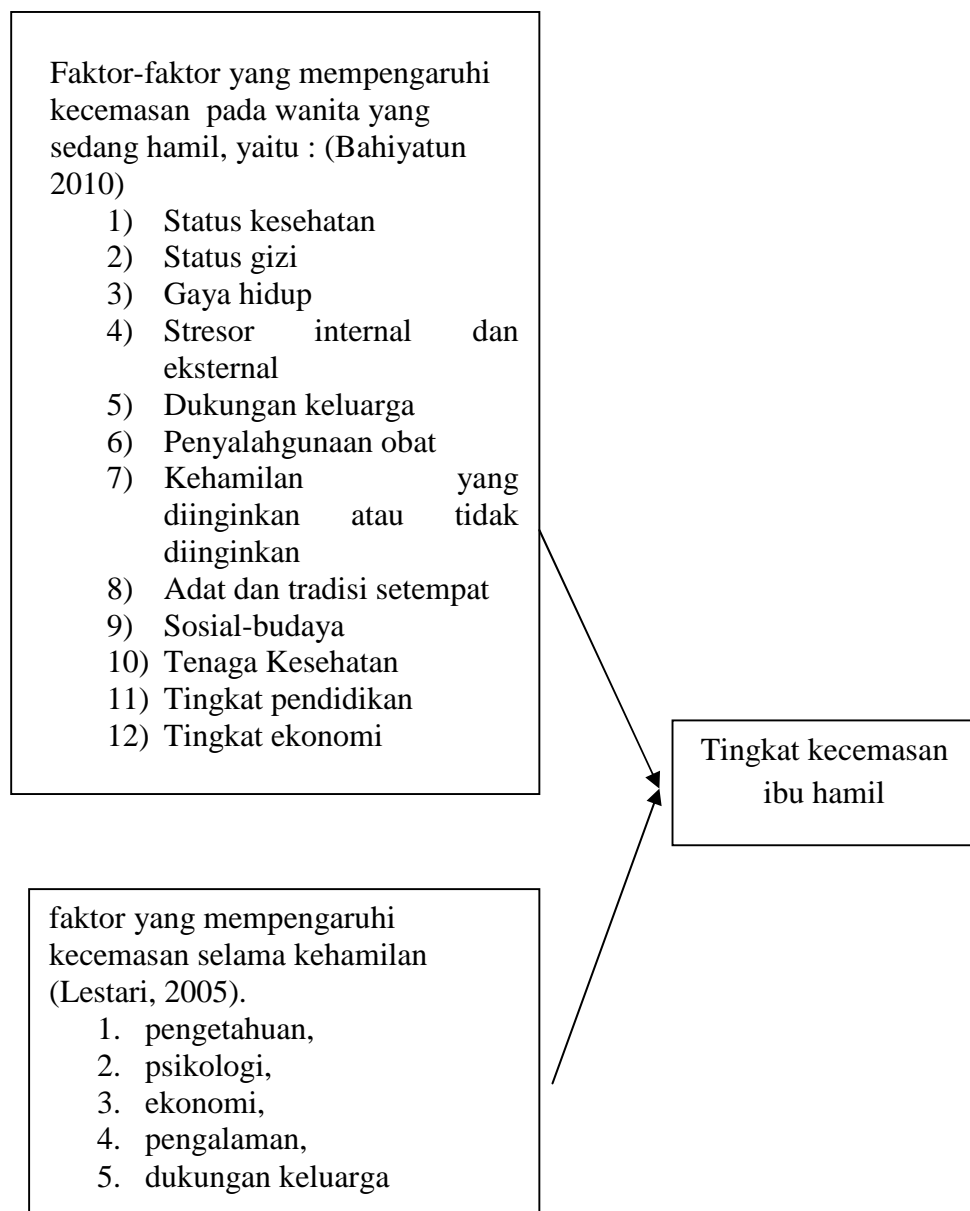 Faktor-faktor yang mempengaruhi
kecemasan pada wanita yang
sedang hamil, yaitu : (Bahiyatun
2010)
1) Status kesehatan
2) Status gizi
3) Gaya hidup
4) Stresor internal dan
eksternal
5) Dukungan keluarga
6) Penyalahgunaan obat
7) Kehamilan yang
diinginkan atau tidak
diinginkan
8) Adat dan tradisi setempat
9) Sosial-budaya
10) Tenaga Kesehatan
11) Tingkat pendidikan
12) Tingkat ekonomi
Tingkat kecemasan
ibu hamil
faktor yang mempengaruhi
kecemasan selama kehamilan
(Lestari, 2005).
1. pengetahuan,
2. psikologi,
3. ekonomi,
4. pengalaman,
5. dukungan keluarga